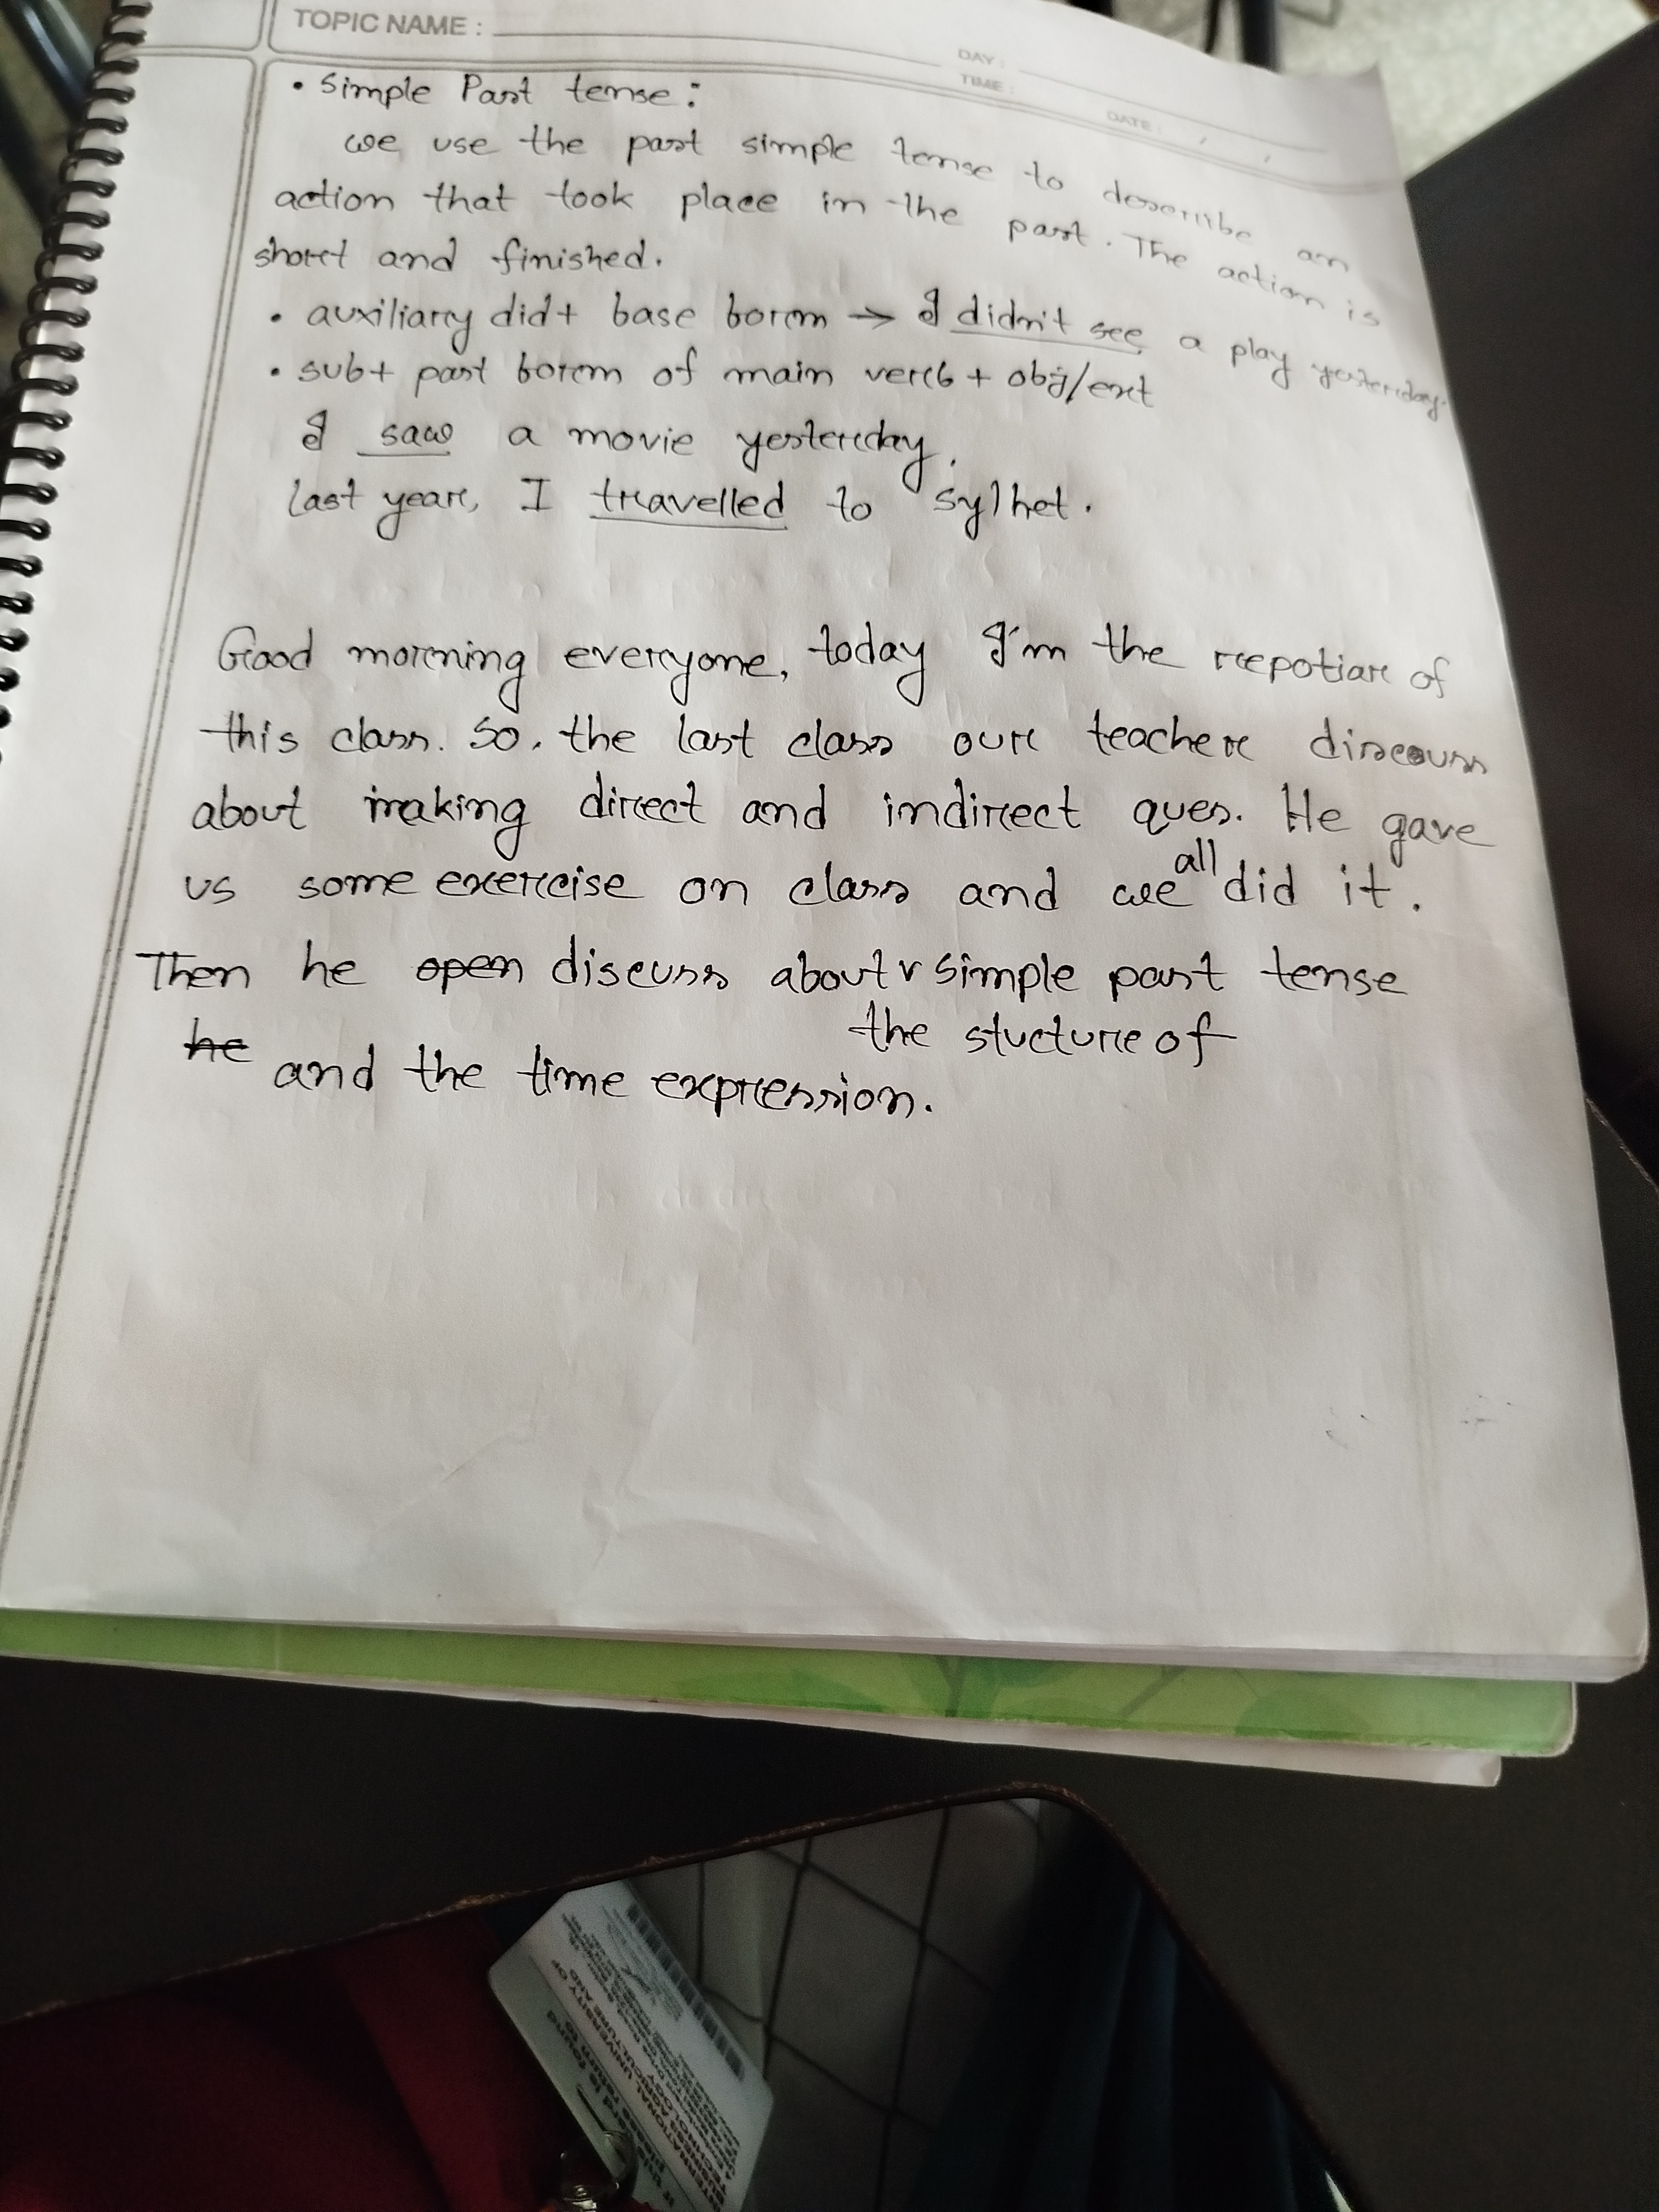 TOPIC NAME :
DAY :
TIME :
DATE : / /
• Simple Past tense :
we use the past simple tense to describe an
action that took place in the past. The action is
short and finished.
• auxiliary did + base form → I didn't see a play yesterday.
• sub + past form of main verb + obj/ext
I saw a movie yesterday.
last year, I travelled to sylhet.
Good morning everyone, today I'm the repotiar of
this class. So, the last class our teacher discouss
about making direct and indirect ques. He gave
us some exercise on class and we all did it.
Then he open discuss about the stucture of simple past tense
he and the time expression.